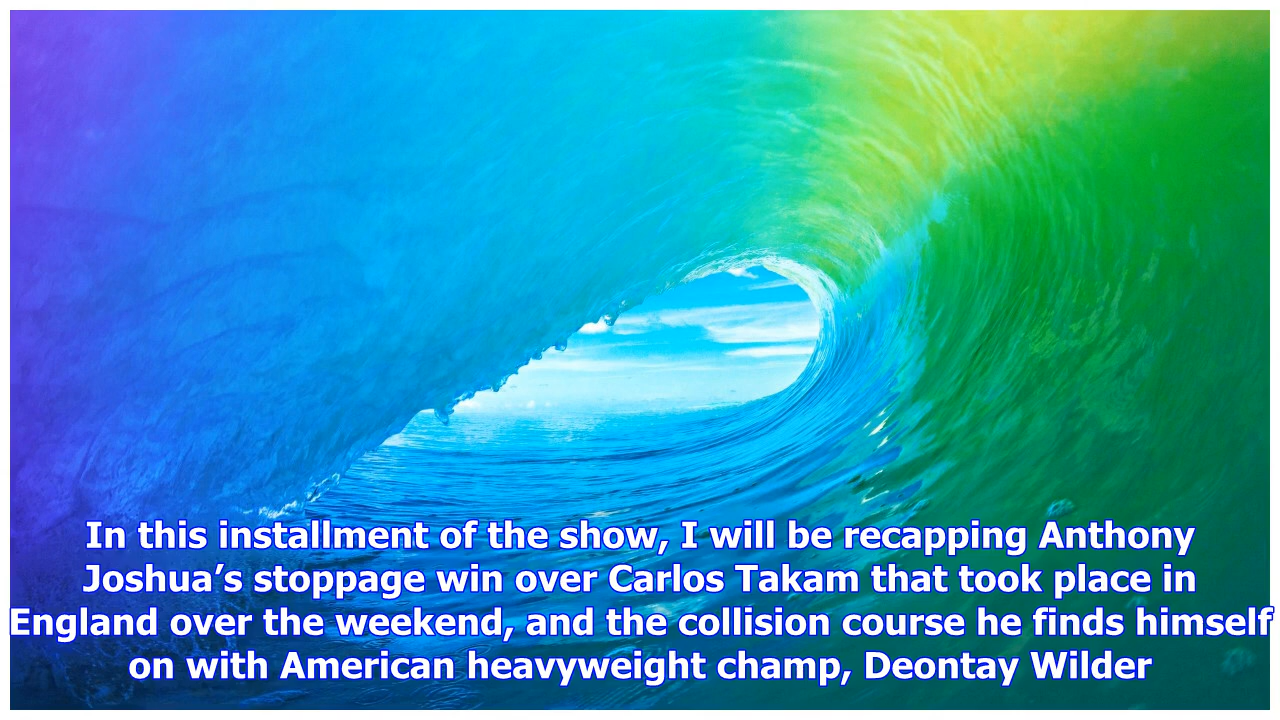 In this installment of the show, I will be recapping Anthony
Joshua’s stoppage win over Carlos Takam that took place in
England over the weekend, and the collision course he finds himself
on with American heavyweight champ, Deontay Wilder